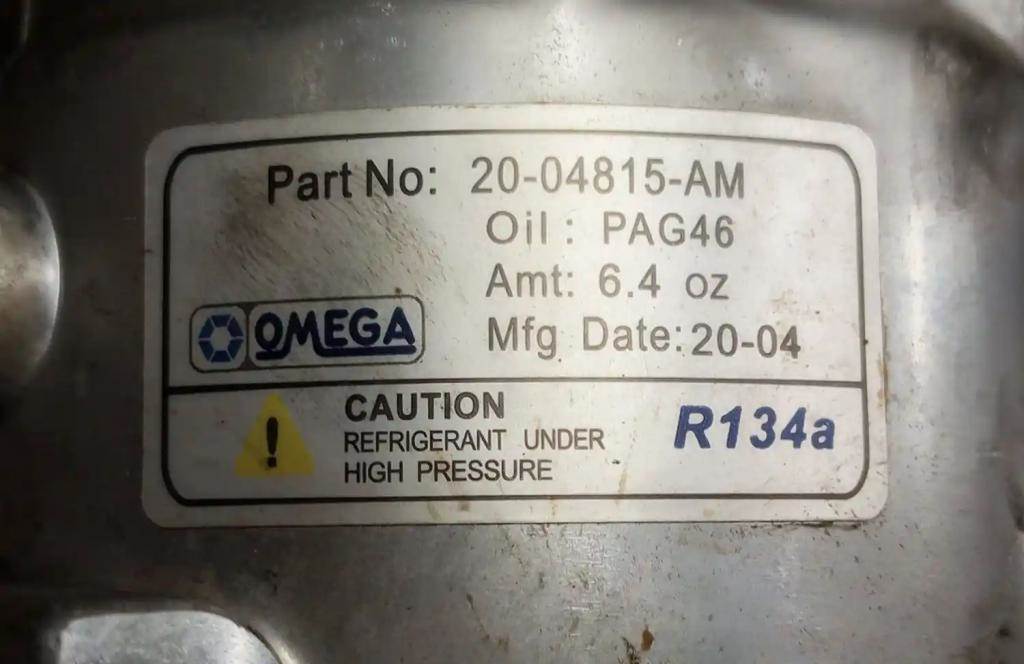 Part No: 20-04815-AM
Oil: PAG46
Amt: 6.4 oz
Mfg Date: 20-04
OMEGA
CAUTION
REFRIGERANT UNDER
HIGH PRESSURE
R134a